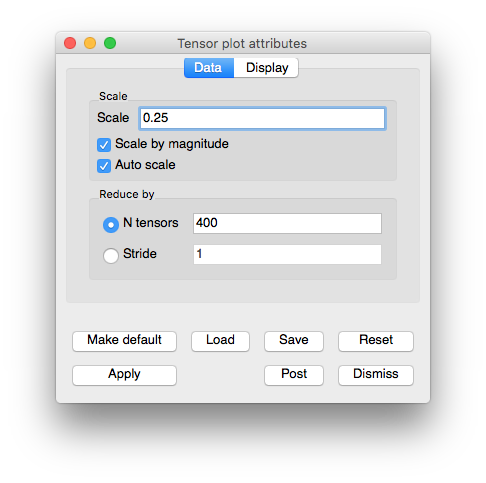 Tensor plot attributes
Data Display
Scale
Scale 0.25
Scale by magnitude
Auto scale
Reduce by
N tensors 400
Stride 1
Make default Load Save Reset
Apply Post Dismiss